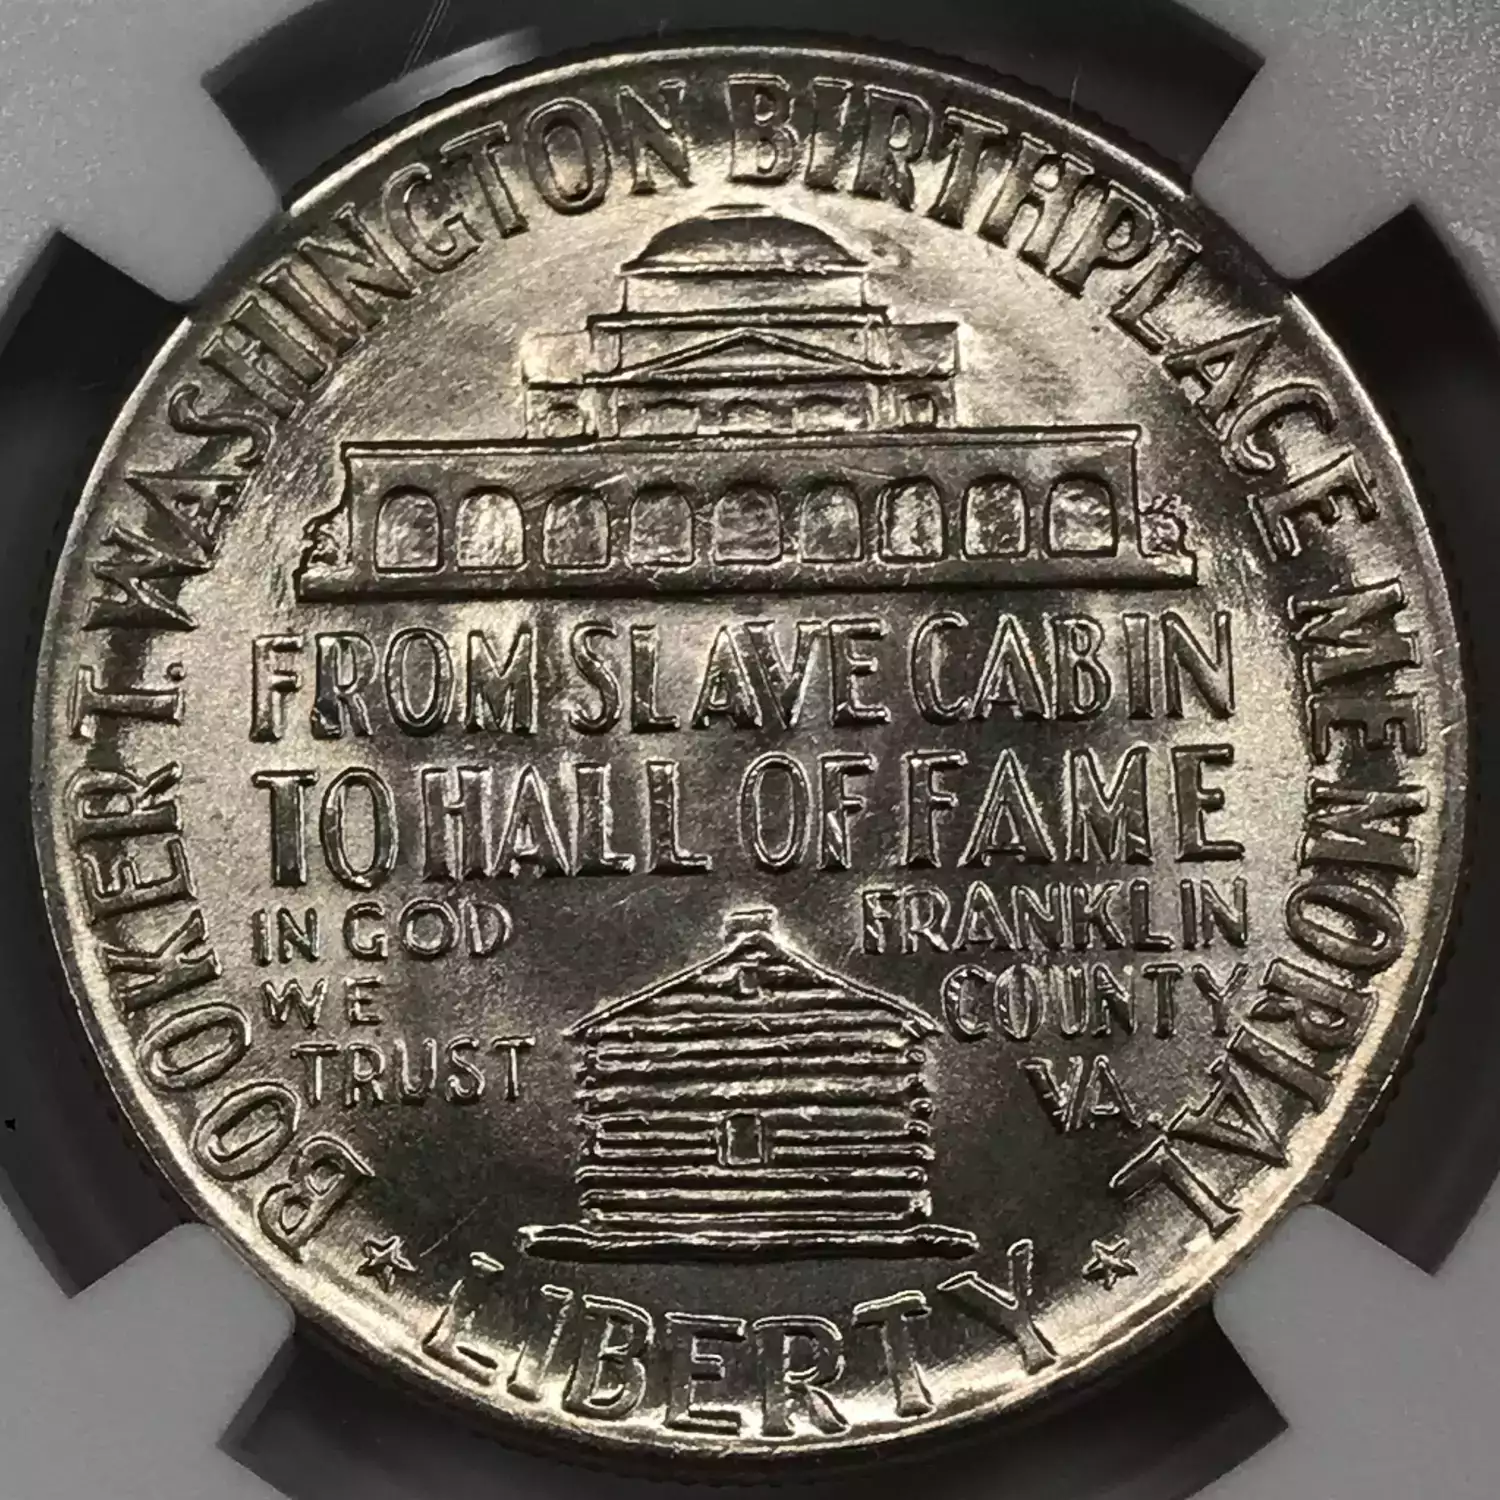 BOOKER T. WASHINGTON BIRTHPLACE MEMORIAL
FROM SLAVE CABIN
TO HALL OF FAME
IN GOD
WE
TRUST
FRANKLIN
COUNTY
VA.
LIBERTY